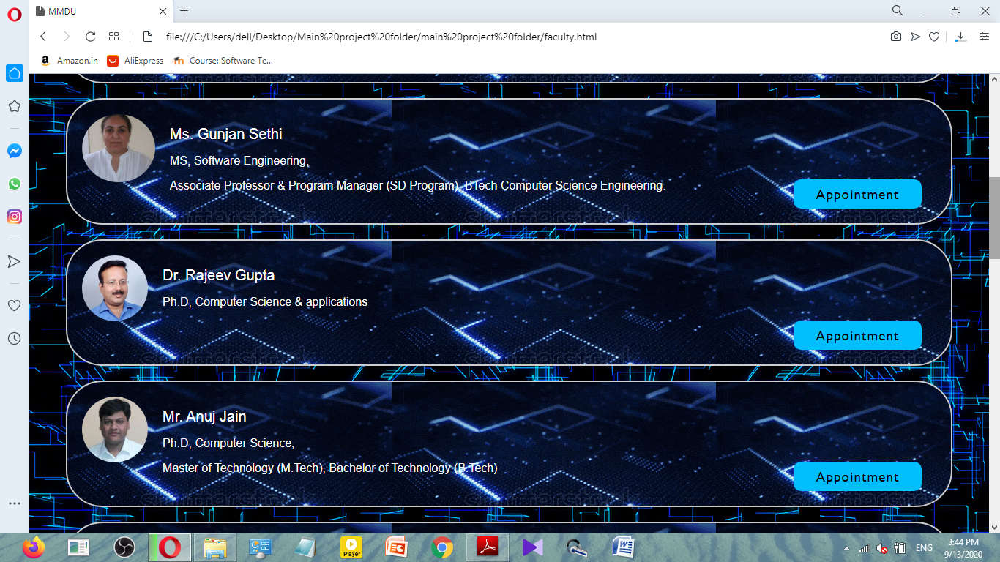 MMDU
file:///C:/Users/dell/Desktop/Main%20project%20folder/main%20project%20folder/faculty.html
Amazon.in AliExpress Course: Software Te...
Ms. Gunjan Sethi
MS, Software Engineering,
Associate Professor & Program Manager (SD Program), BTech Computer Science Engineering.
Appointment
Dr. Rajeev Gupta
Ph.D, Computer Science & applications
Appointment
Mr. Anuj Jain
Ph.D, Computer Science,
Master of Technology (M.Tech), Bachelor of Technology (B.Tech)
Appointment
Player
ENG
3:44 PM
9/13/2020